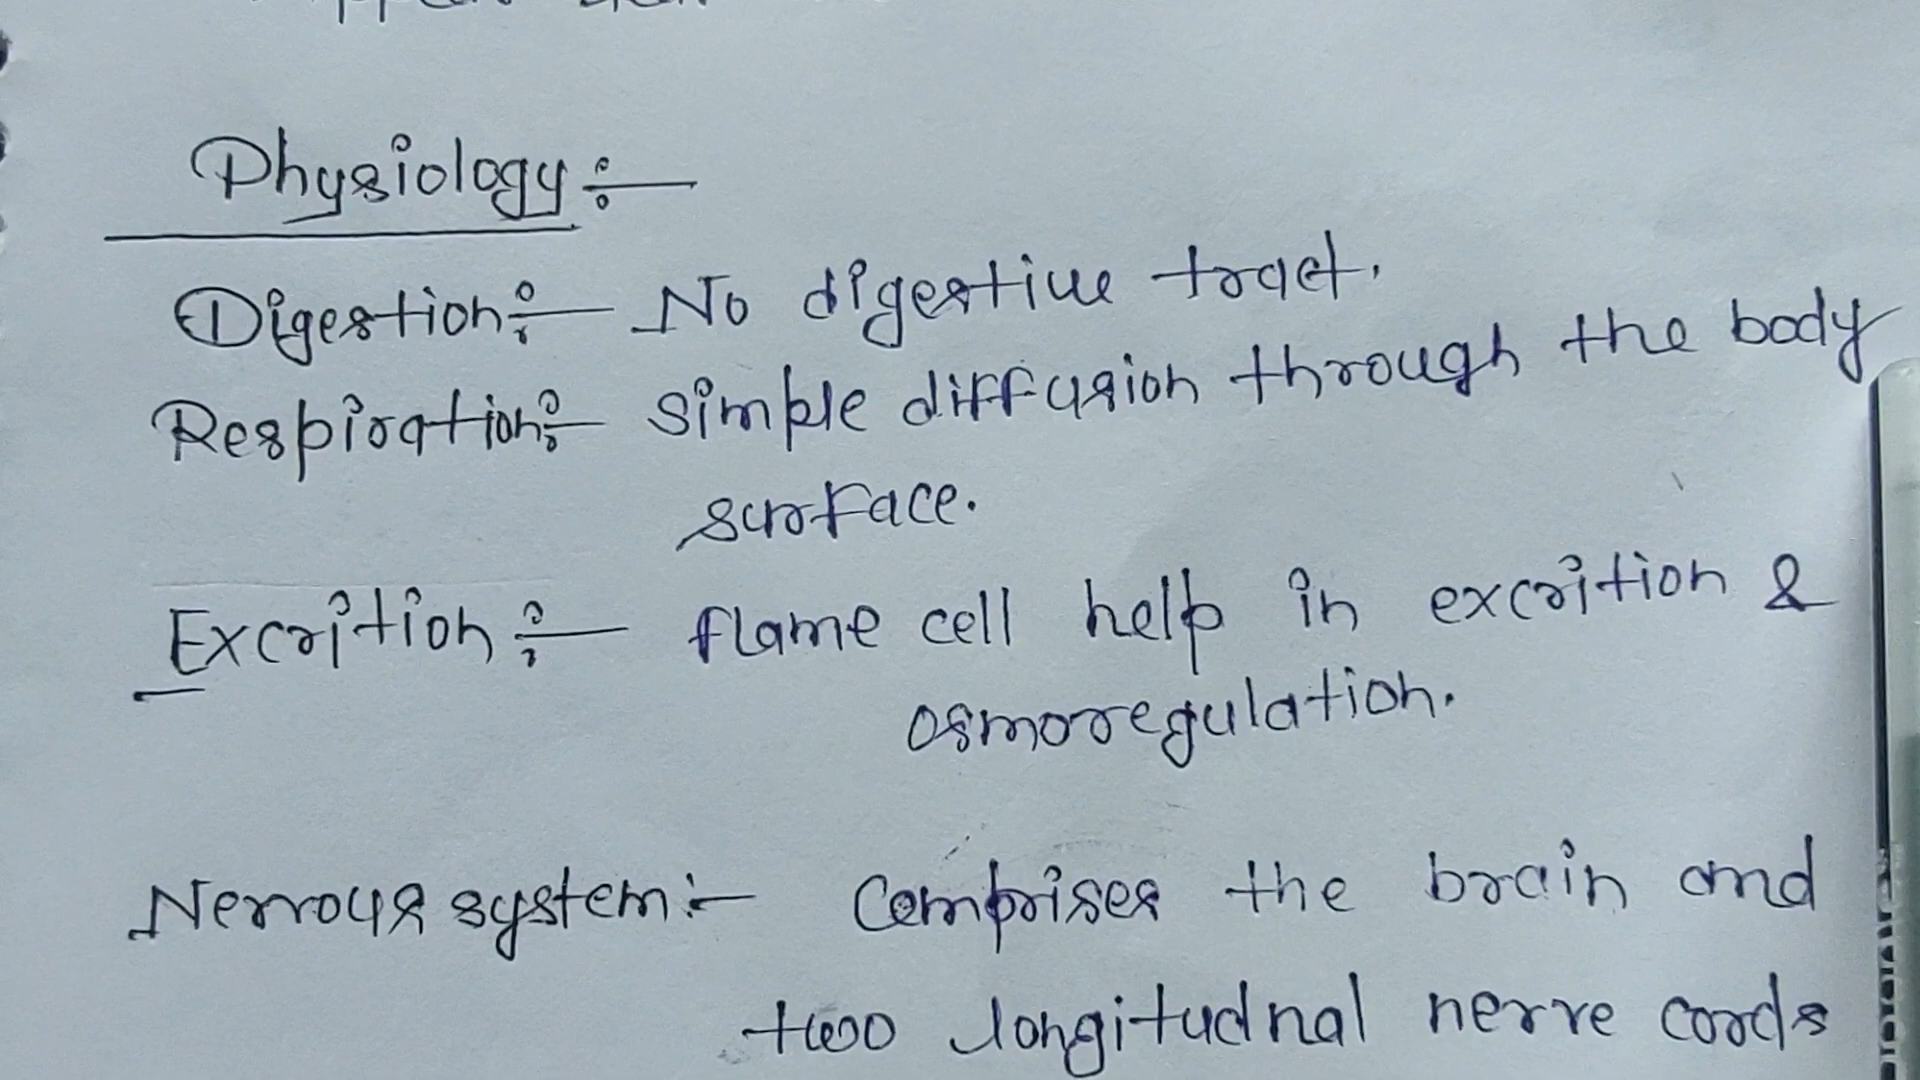 Physiology:-
Digestion:- No digestive tract.
Respiration:- simple diffusion through the body
surface.
Excrition:- flame cell help in excrition &
osmoregulation.
Nervous system:- Comprises the brain and
two longitudnal nerve cords